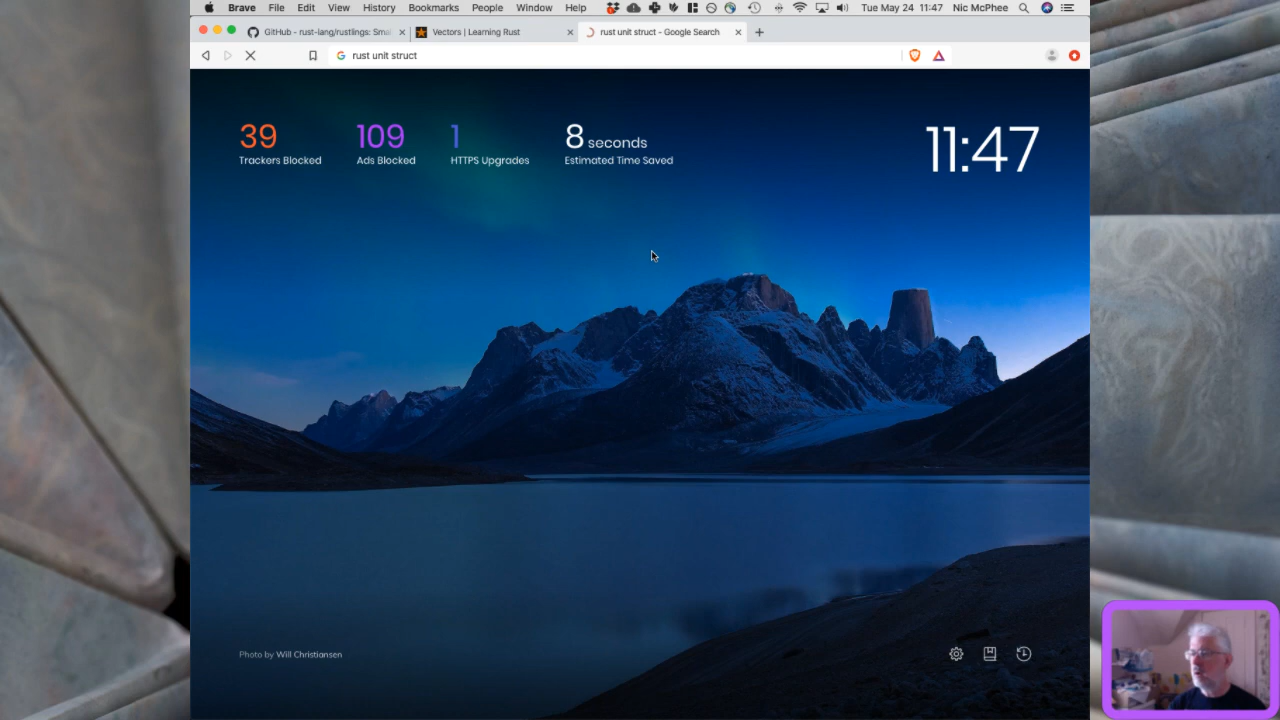 Brave File Edit View History Bookmarks People Window Help Tue May 24 11:47 Nic McPhee
GitHub - rust-lang/rustlings: Sma Vectors | Learning Rust rust unit struct - Google Search
rust unit struct
39 109 1 8 seconds 11:47
Trackers Blocked Ads Blocked HTTPS Upgrades Estimated Time Saved
Photo by Will Christiansen